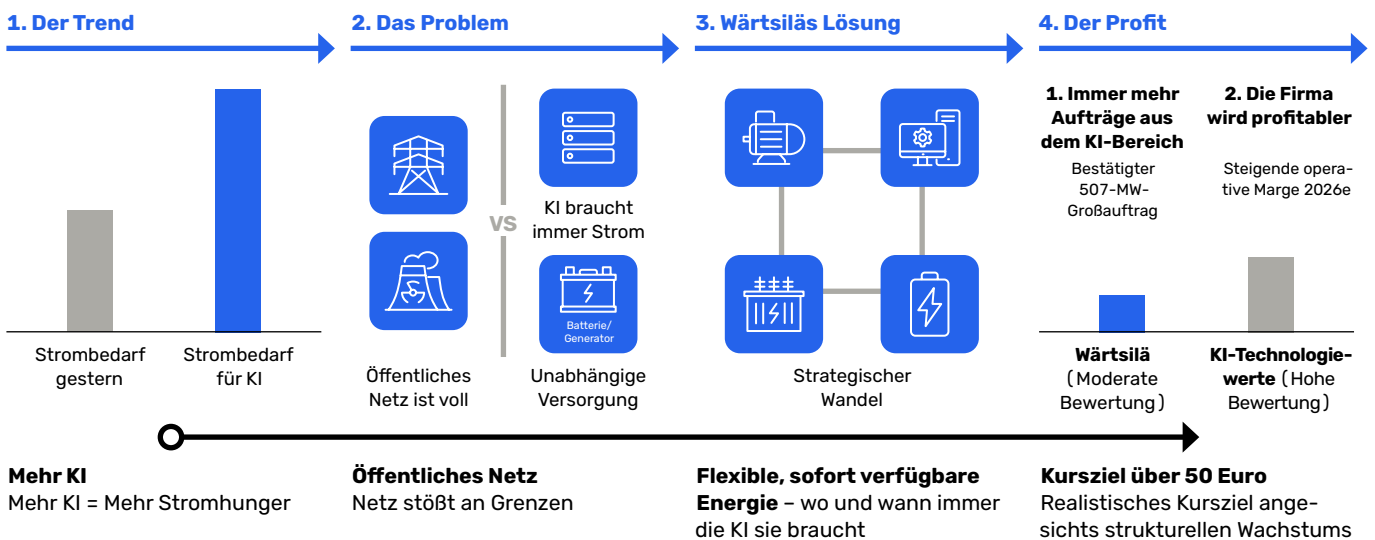 1. Der Trend
Strombedarf
gestern
Strombedarf
für KI
Mehr KI
Mehr KI = Mehr Stromhunger
2. Das Problem
VS
KI braucht
immer Strom
Batterie/
Generator
Öffentliches
Netz ist voll
Unabhängige
Versorgung
Öffentliches Netz
Netz stößt an Grenzen
3. Wärtsiläs Lösung
Strategischer
Wandel
Flexible, sofort verfügbare
Energie – wo und wann immer
die KI sie braucht
4. Der Profit
1. Immer mehr
Aufträge aus
dem KI-Bereich
Bestätigter
507-MW-
Großauftrag
2. Die Firma
wird profitabler
Steigende opera-
tive Marge 2026e
Wärtsilä
(Moderate
Bewertung)
KI-Technologie-
werte (Hohe
Bewertung)
Kursziel über 50 Euro
Realistisches Kursziel ange-
sichts strukturellen Wachstums